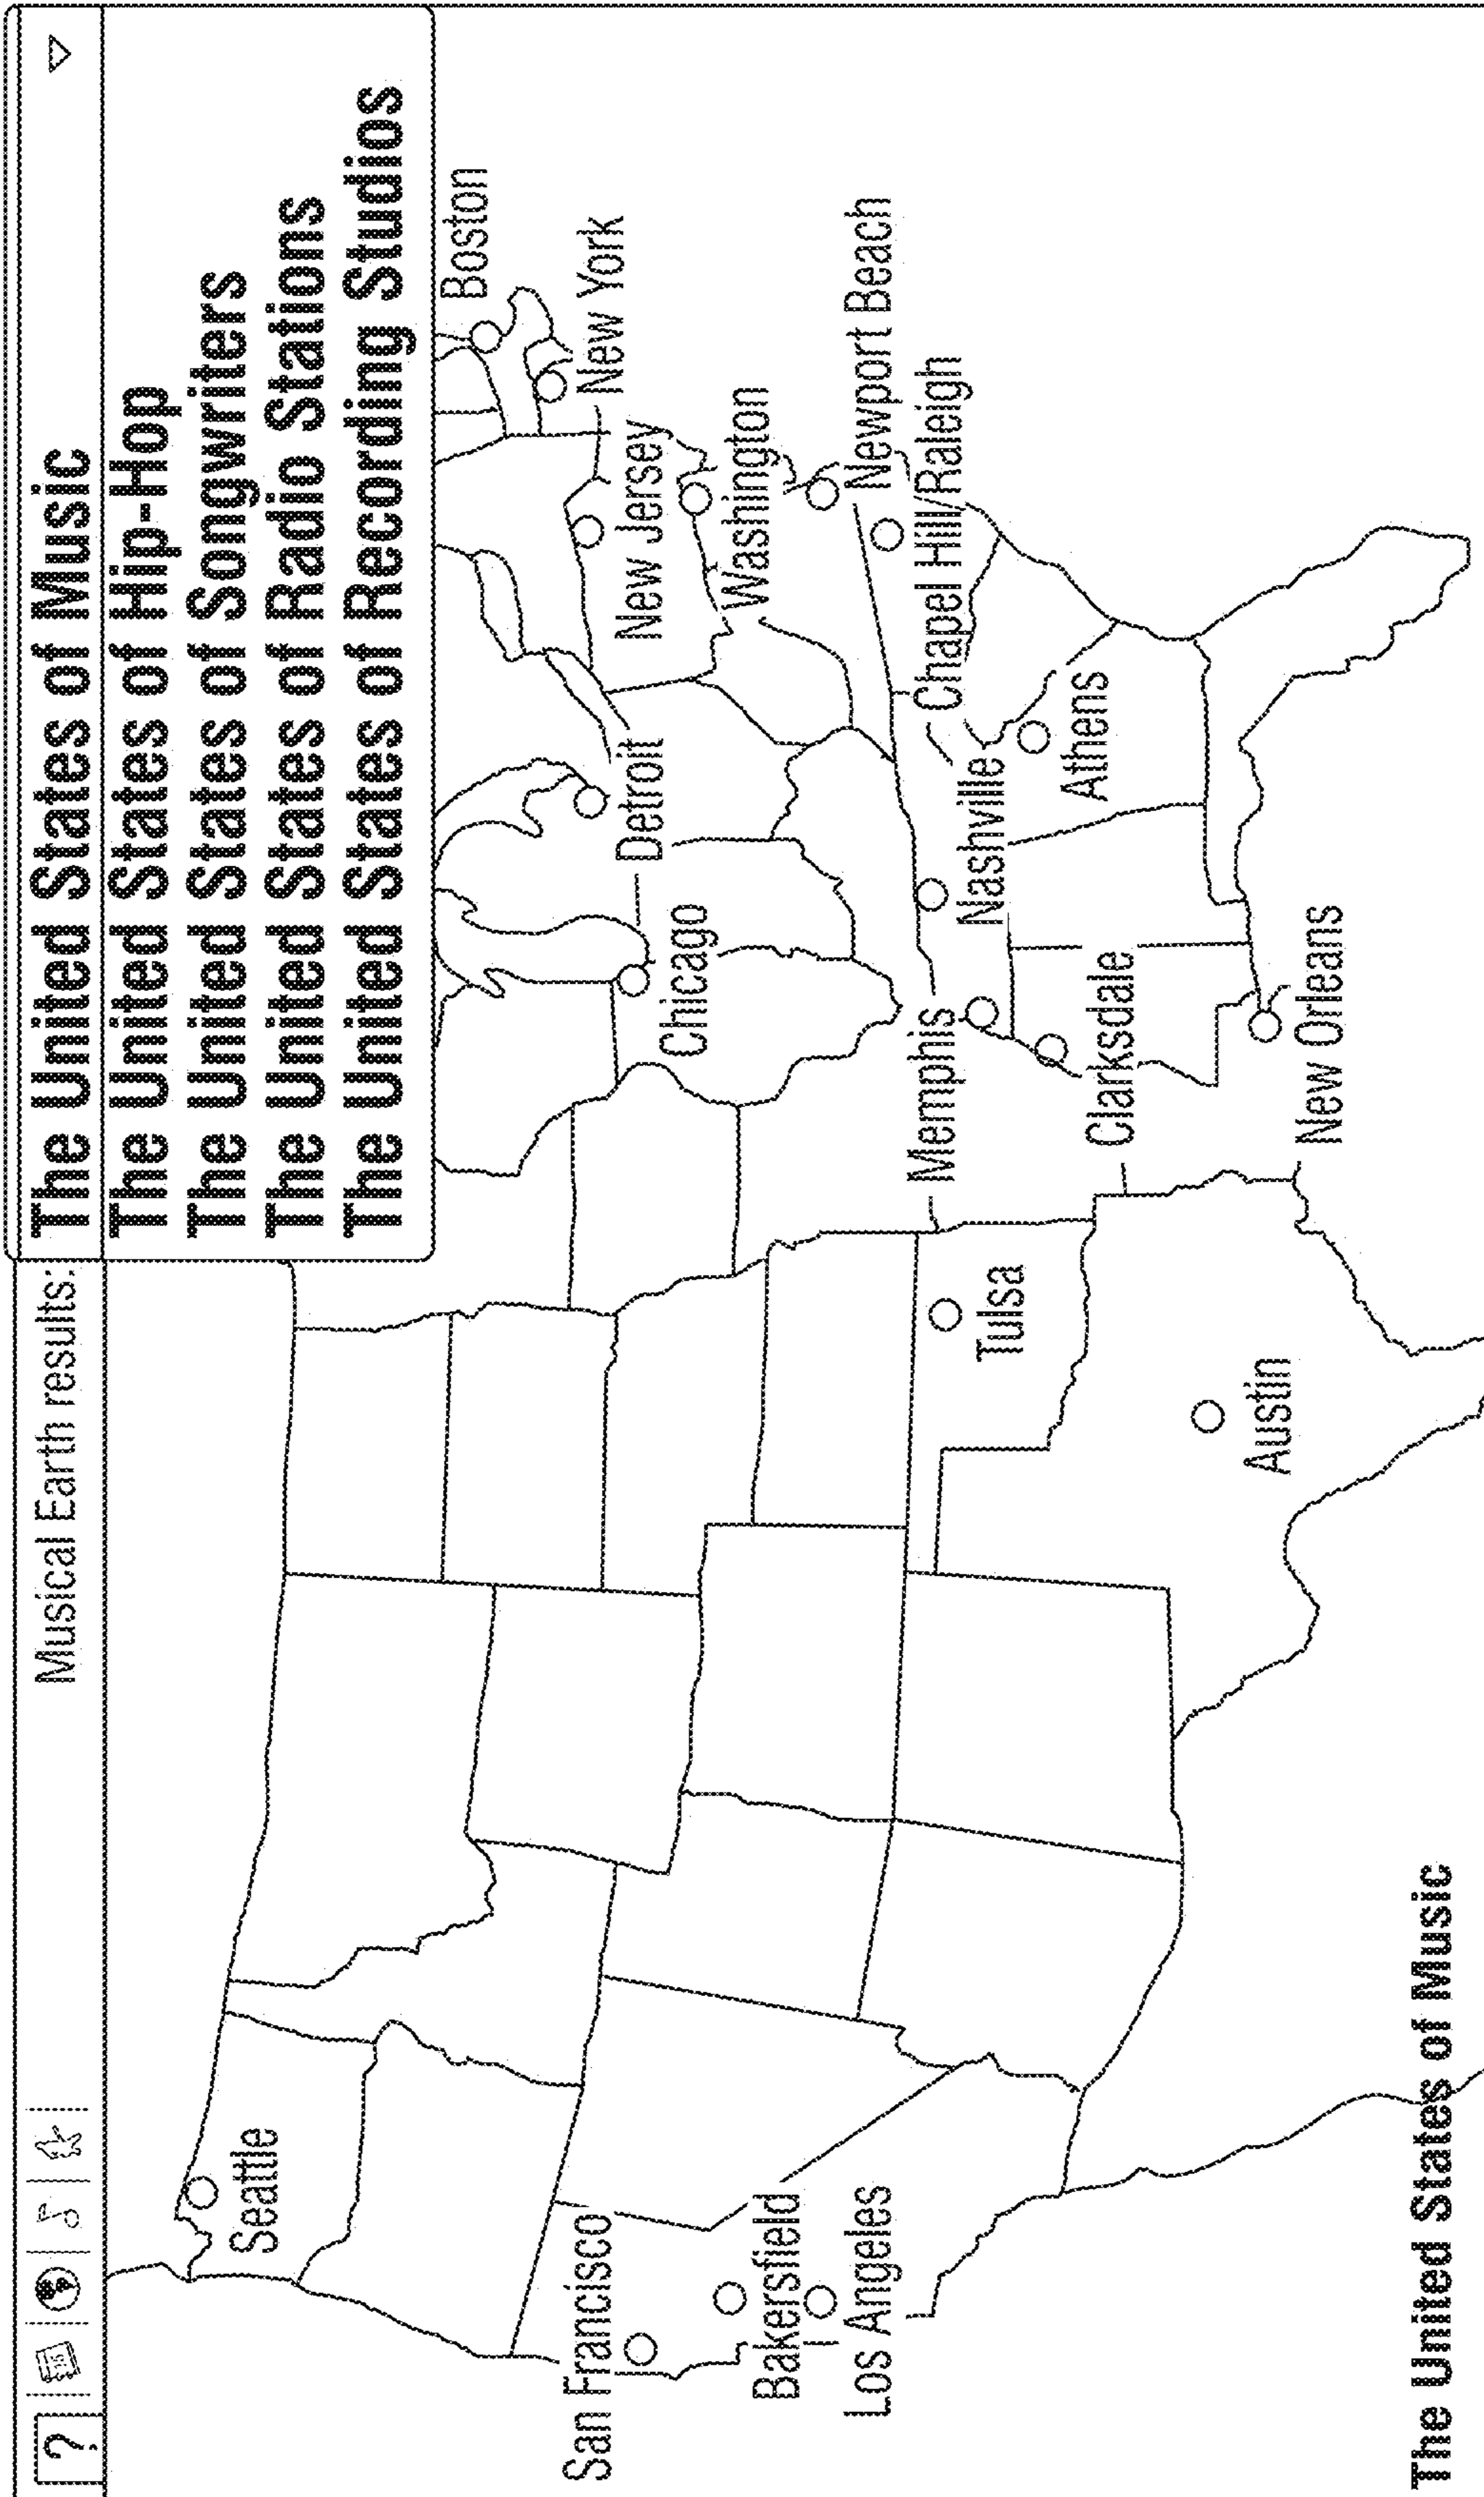 ?
Musical Earth results:
The United States of Music
The United States of Hip-Hop
The United States of Songwriters
The United States of Radio Stations
The United States of Recording Studios
Seattle
Boston
New York
San Francisco
New Jersey
Detroit
Chicago
Washington
Bakersfield
Los Angeles
Newport Beach
Chapel Hill/Raleigh
Memphis
Nashville
Tulsa
Athens
Clarksdale
Austin
New Orleans
The United States of Music